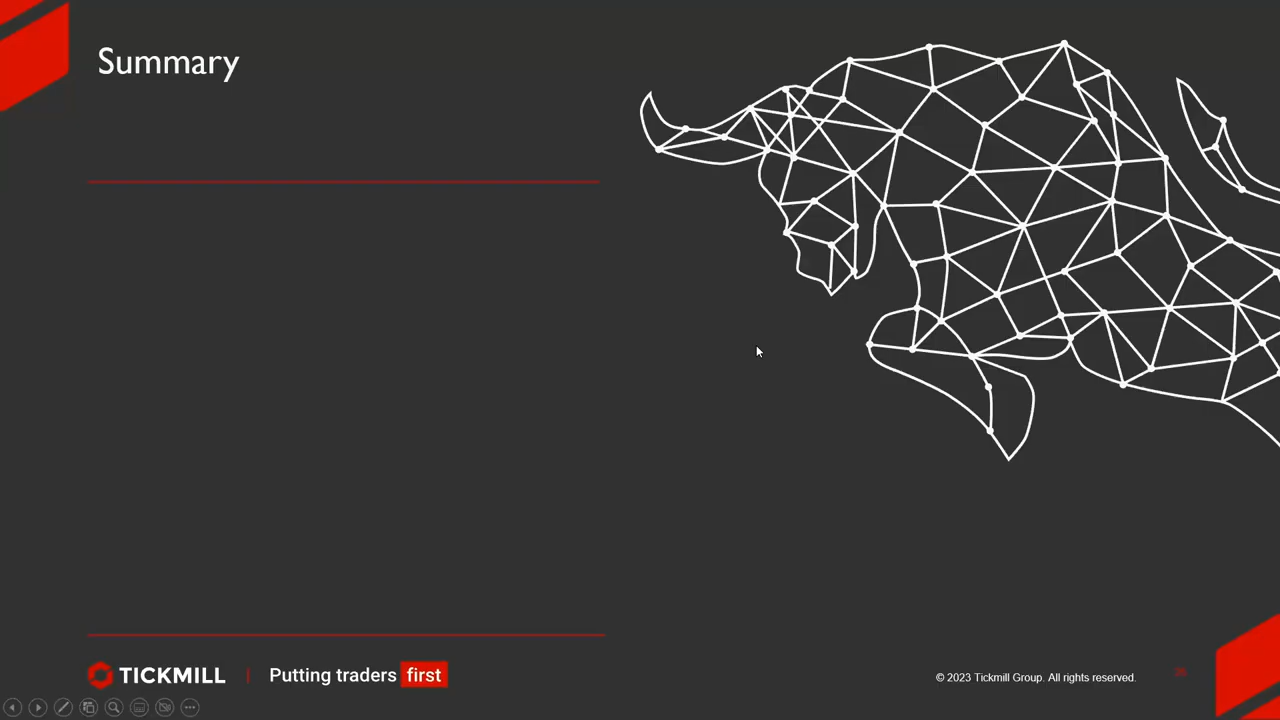 Summary
TICKMILL | Putting traders first
© 2023 Tickmill Group. All rights reserved.